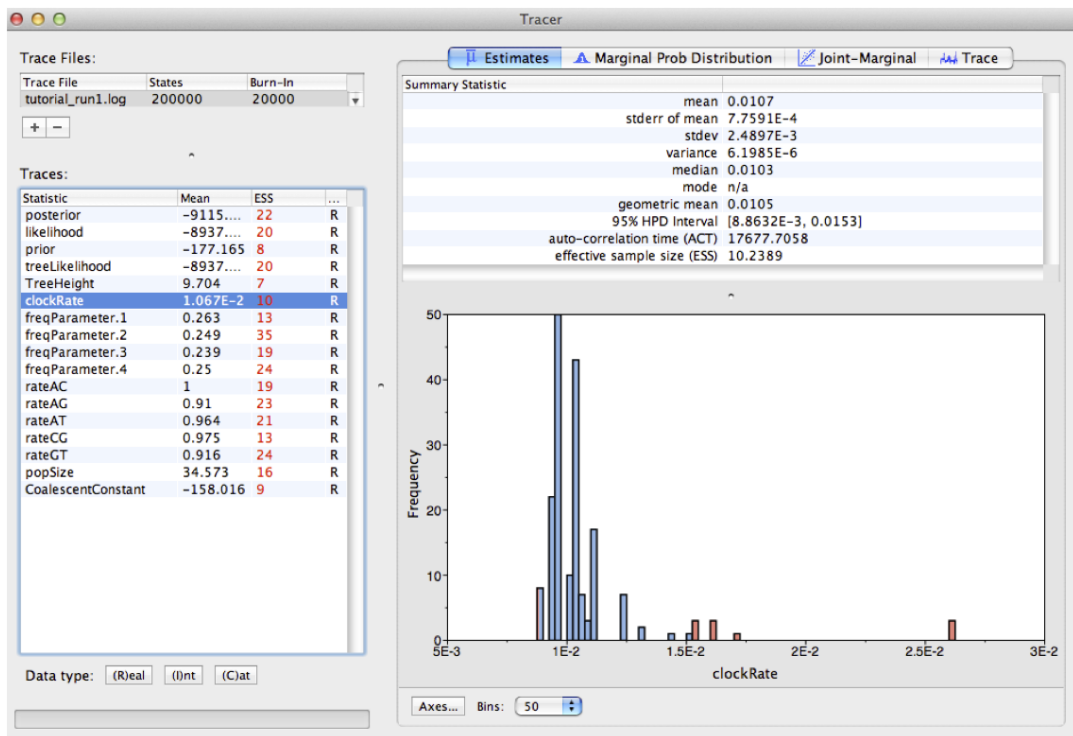 Tracer
Trace Files:
Trace File States Burn-In
tutorial_run1.log 200000 20000
+ −
Traces:
Statistic Mean ESS ...
posterior -9115.... 22 R
likelihood -8937.... 20 R
prior -177.165 8 R
treeLikelihood -8937.... 20 R
TreeHeight 9.704 7 R
clockRate 1.067E-2 10 R
freqParameter.1 0.263 13 R
freqParameter.2 0.249 35 R
freqParameter.3 0.239 19 R
freqParameter.4 0.25 24 R
rateAC 1 19 R
rateAG 0.91 23 R
rateAT 0.964 21 R
rateCG 0.975 13 R
rateGT 0.916 24 R
popSize 34.573 16 R
CoalescentConstant -158.016 9 R
Data type: (R)eal (I)nt (C)at
Estimates Marginal Prob Distribution Joint-Marginal Trace
Summary Statistic
mean 0.0107
stderr of mean 7.7591E-4
stdev 2.4897E-3
variance 6.1985E-6
median 0.0103
mode n/a
geometric mean 0.0105
95% HPD Interval [8.8632E-3, 0.0153]
auto-correlation time (ACT) 17677.7058
effective sample size (ESS) 10.2389
50
40
30
20
10
0
Frequency
5E-3 1E-2 1.5E-2 2E-2 2.5E-2 3E-2
clockRate
Axes... Bins: 50